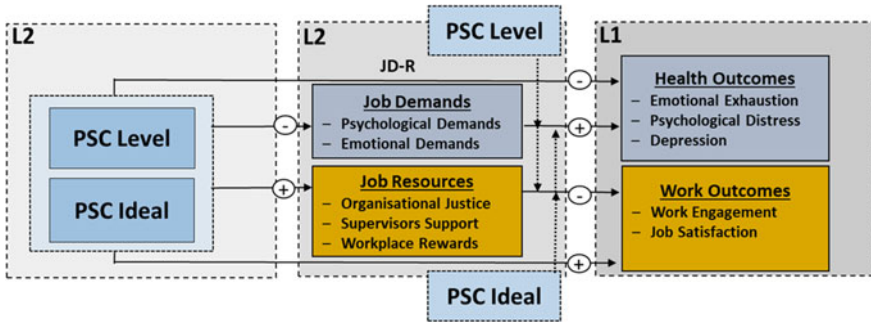 L2
PSC Level
PSC Ideal
L2
JD-R
PSC Level
Job Demands
– Psychological Demands
– Emotional Demands
Job Resources
– Organisational Justice
– Supervisors Support
– Workplace Rewards
PSC Ideal
-
+
-
+
-
+
L1
Health Outcomes
– Emotional Exhaustion
– Psychological Distress
– Depression
Work Outcomes
– Work Engagement
– Job Satisfaction